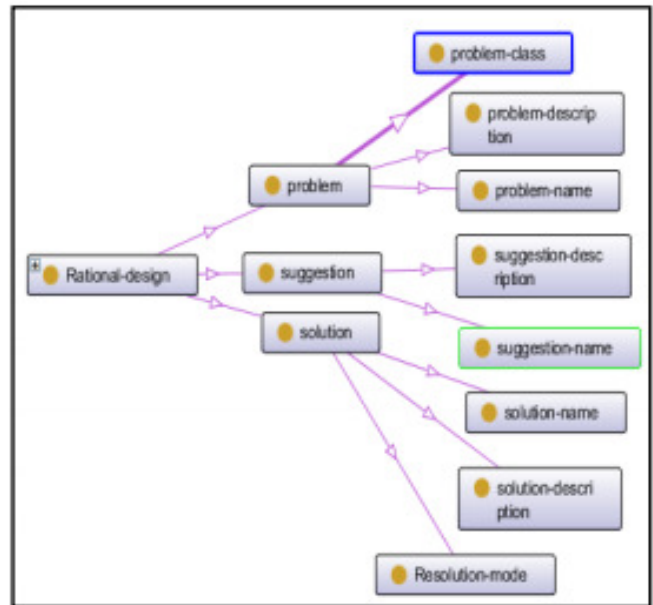 problem-class
problem-descrip
tion
problem
problem-name
Rational-design
suggestion
suggestion-desc
ription
solution
suggestion-name
solution-name
solution-descri
ption
Resolution-mode